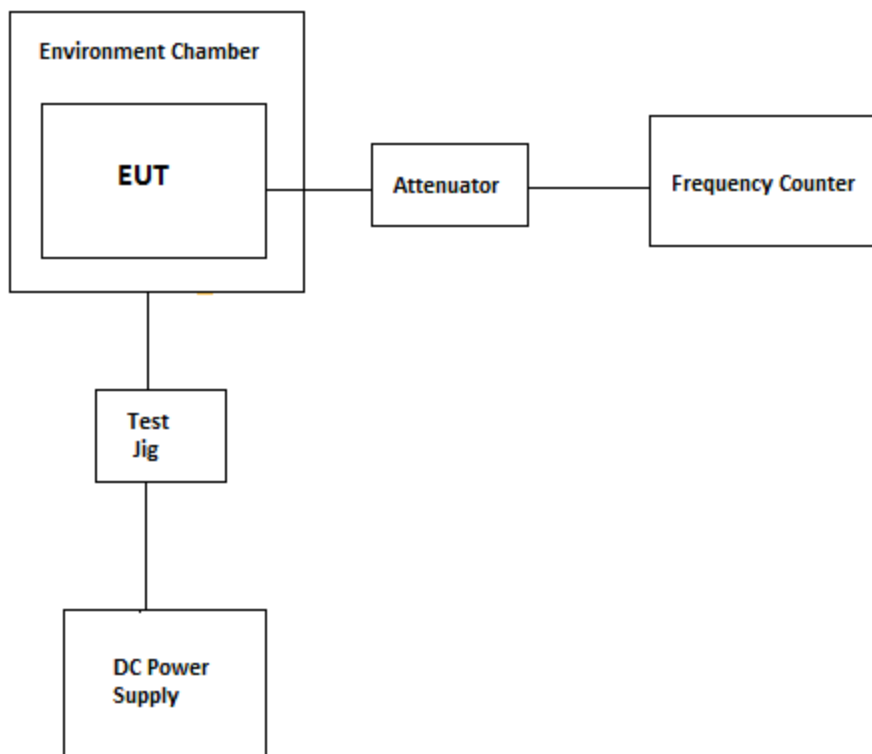 Environment Chamber
EUT
Attenuator
Frequency Counter
Test
Jig
DC Power
Supply